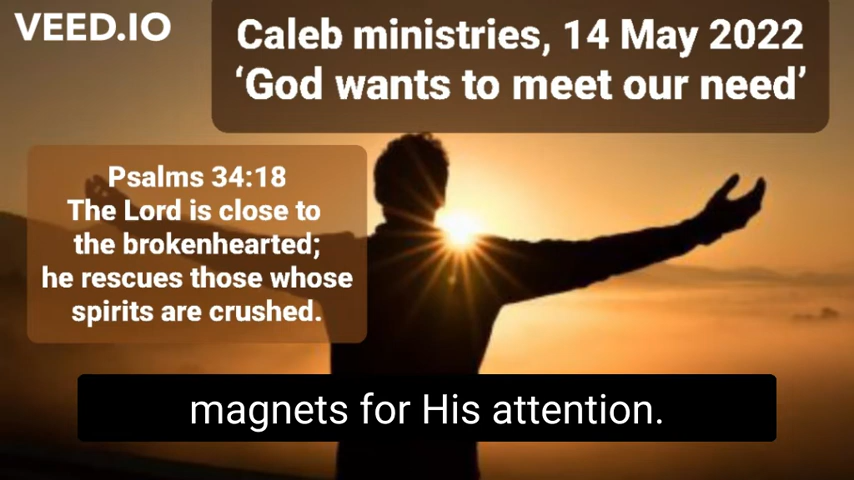 VEED.IO
Caleb ministries, 14 May 2022
‘God wants to meet our need’
Psalms 34:18
The Lord is close to
the brokenhearted;
he rescues those whose
spirits are crushed.
magnets for His attention.